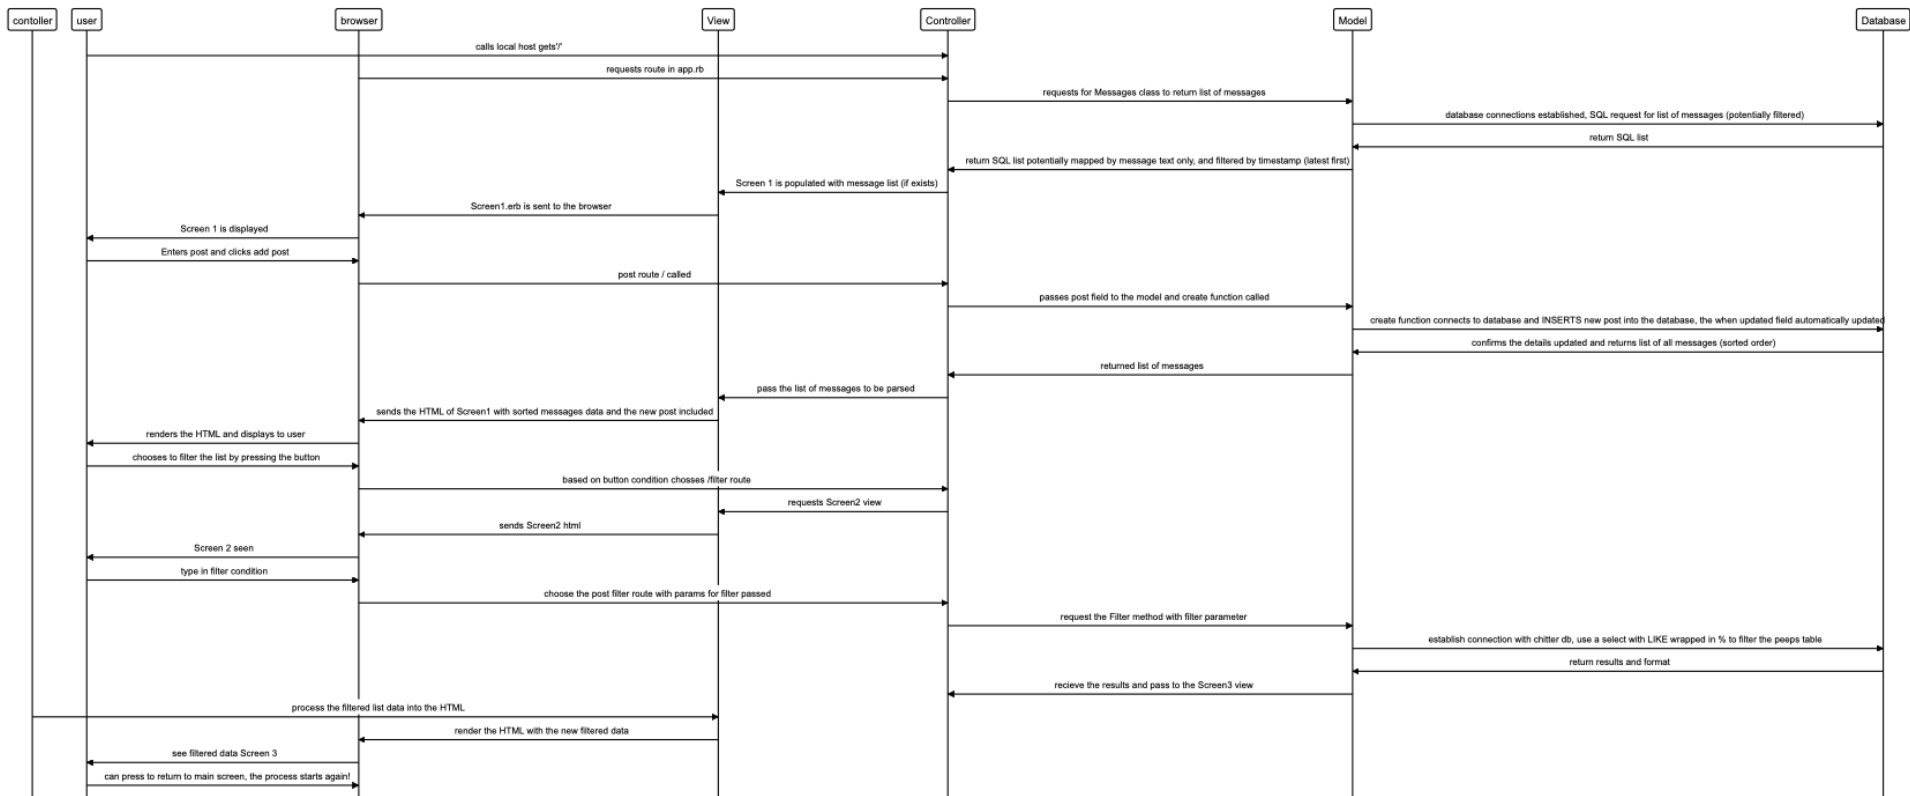 contoller
user
browser
View
Controller
Model
Database
calls local host gets'/'
requests route in app.rb
requests for Messages class to return list of messages
database connections established, SQL request for list of messages (potentially filtered)
return SQL list
return SQL list potentially mapped by message text only, and filtered by timestamp (latest first)
Screen 1 is populated with message list (if exists)
Screen1.erb is sent to the browser
Screen 1 is displayed
Enters post and clicks add post
post route / called
passes post field to the model and create function called
create function connects to database and INSERTS new post into the database, the when updated field automatically updated
confirms the details updated and returns list of all messages (sorted order)
returned list of messages
pass the list of messages to be parsed
sends the HTML of Screen1 with sorted messages data and the new post included
renders the HTML and displays to user
chooses to filter the list by pressing the button
based on button condition chosses /filter route
requests Screen2 view
sends Screen2 html
Screen 2 seen
type in filter condition
choose the post filter route with params for filter passed
request the Filter method with filter parameter
establish connection with chitter db, use a select with LIKE wrapped in % to filter the peeps table
return results and format
recieve the results and pass to the Screen3 view
process the filtered list data into the HTML
render the HTML with the new filtered data
see filtered data Screen 3
can press to return to main screen, the process starts again!